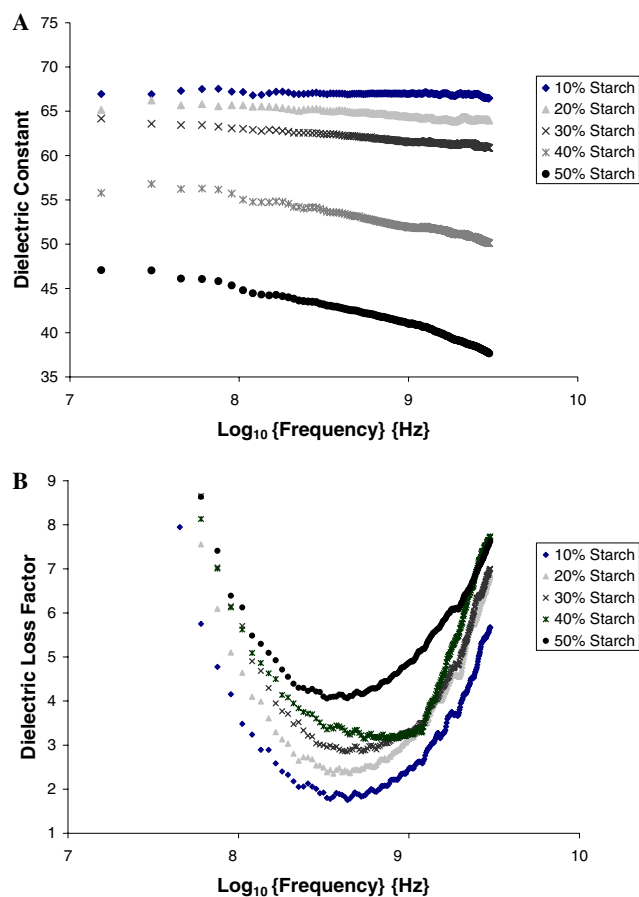 A
75
70
65
60
55
50
45
40
35
7
8
9
10
Dielectric Constant
Log10 {Frequency} {Hz}
10% Starch
20% Starch
30% Starch
40% Starch
50% Starch
B
9
8
7
6
5
4
3
2
1
7
8
9
10
Dielectric Loss Factor
Log10 {Frequency} {Hz}
10% Starch
20% Starch
30% Starch
40% Starch
50% Starch